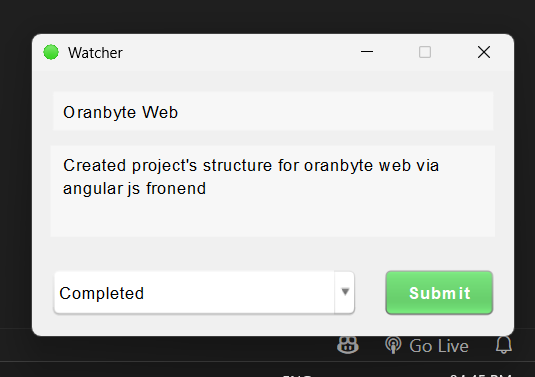 Watcher
Oranbyte Web
Created project's structure for oranbyte web via
angular js fronend
Completed
Submit
Go Live